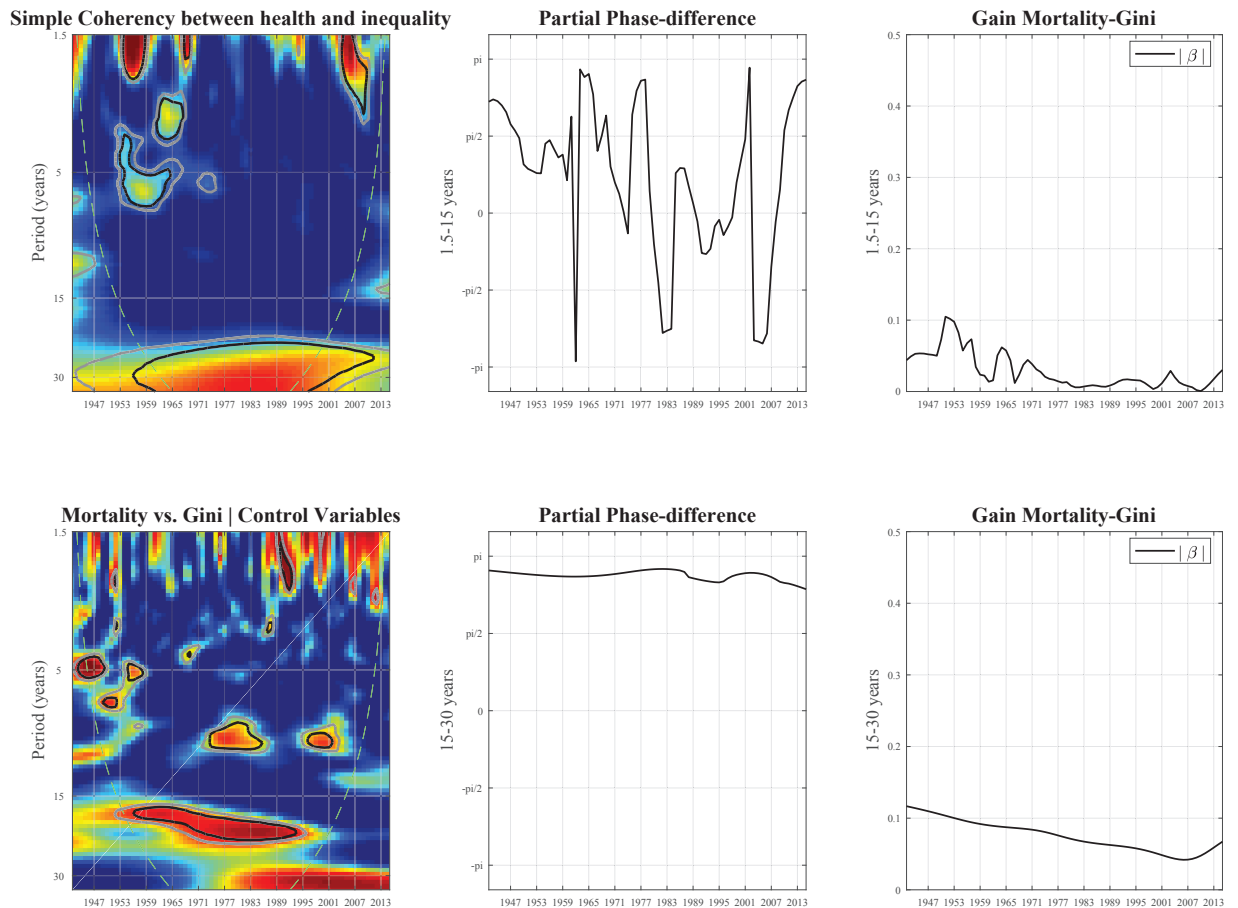 Simple Coherency between health and inequality
Partial Phase-difference
Gain Mortality-Gini
Period (years)
1.5
5
15
30
1947 1953 1959 1965 1971 1977 1983 1989 1995 2001 2007 2013
1.5-15 years
pi
pi/2
0
-pi/2
-pi
1947 1953 1959 1965 1971 1977 1983 1989 1995 2001 2007 2013
1.5-15 years
0.5
0.4
0.3
0.2
0.1
0
| β |
1947 1953 1959 1965 1971 1977 1983 1989 1995 2001 2007 2013
Mortality vs. Gini | Control Variables
Partial Phase-difference
Gain Mortality-Gini
Period (years)
1.5
5
15
30
1947 1953 1959 1965 1971 1977 1983 1989 1995 2001 2007 2013
15-30 years
pi
pi/2
0
-pi/2
-pi
1947 1953 1959 1965 1971 1977 1983 1989 1995 2001 2007 2013
15-30 years
0.5
0.4
0.3
0.2
0.1
0
| β |
1947 1953 1959 1965 1971 1977 1983 1989 1995 2001 2007 2013